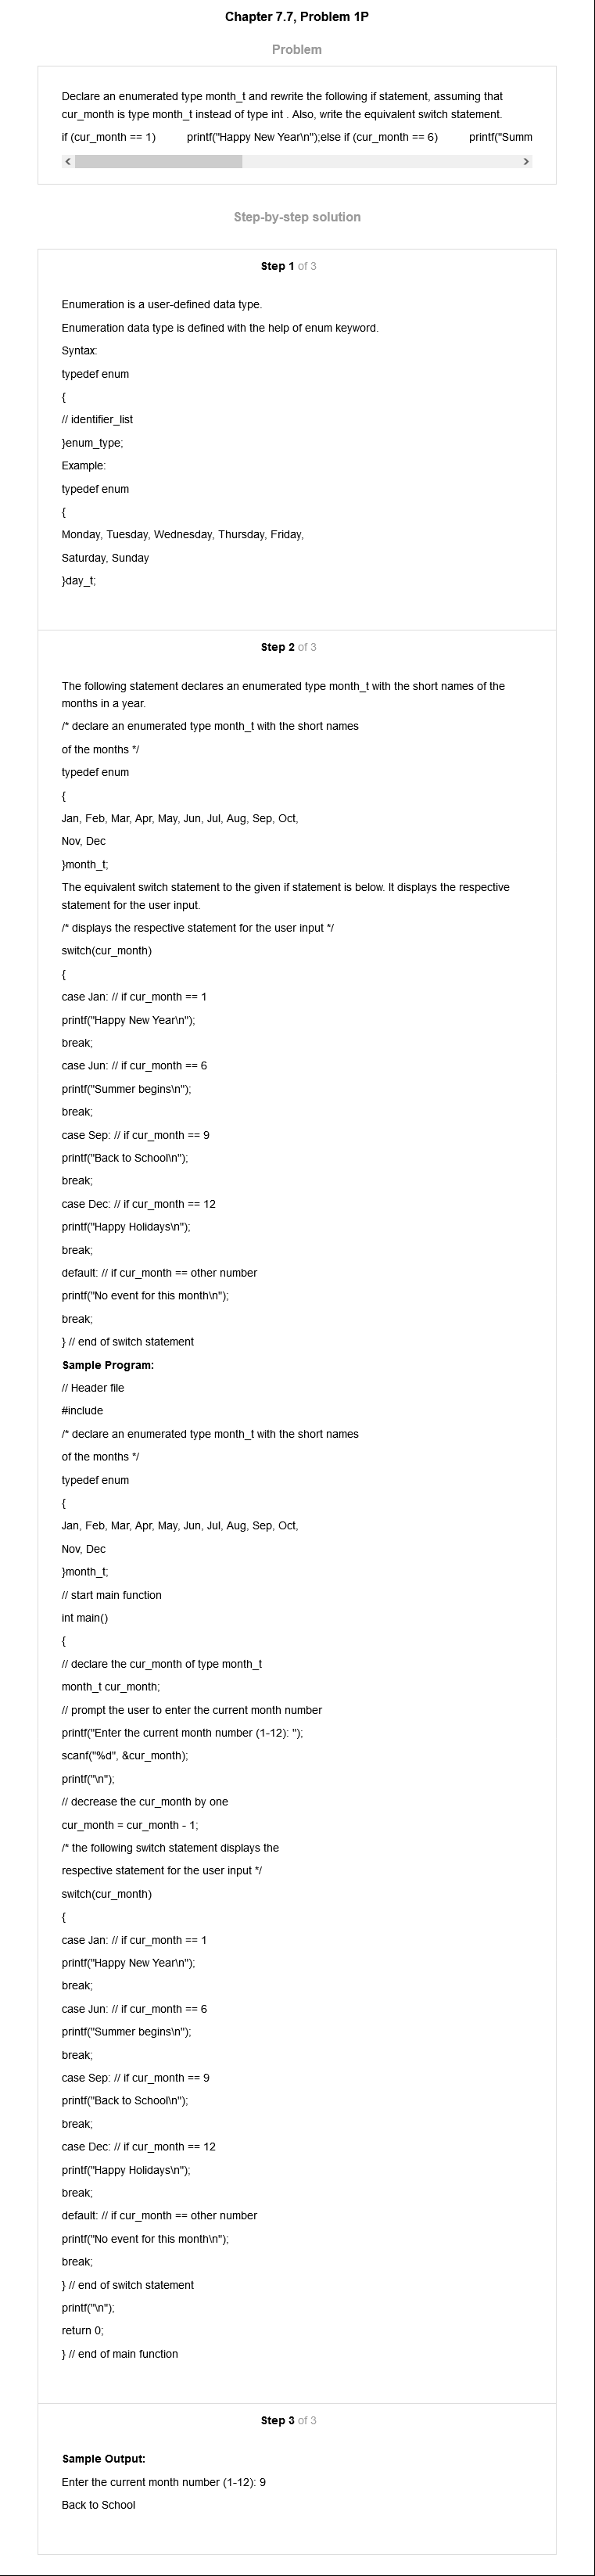 Chapter 7.7, Problem 1P
Problem
Declare an enumerated type month_t and rewrite the following if statement, assuming that
cur_month is type month_t instead of type int . Also, write the equivalent switch statement.
if (cur_month == 1) printf("Happy New Year\n");else if (cur_month == 6) printf("Summ
Step-by-step solution
Step 1 of 3
Enumeration is a user-defined data type.
Enumeration data type is defined with the help of enum keyword.
Syntax:
typedef enum
{
// identifier_list
}enum_type;
Example:
typedef enum
{
Monday, Tuesday, Wednesday, Thursday, Friday,
Saturday, Sunday
}day_t;
Step 2 of 3
The following statement declares an enumerated type month_t with the short names of the
months in a year.
/* declare an enumerated type month_t with the short names
of the months */
typedef enum
{
Jan, Feb, Mar, Apr, May, Jun, Jul, Aug, Sep, Oct,
Nov, Dec
}month_t;
The equivalent switch statement to the given if statement is below. It displays the respective
statement for the user input.
/* displays the respective statement for the user input */
switch(cur_month)
{
case Jan: // if cur_month == 1
printf("Happy New Year\n");
break;
case Jun: // if cur_month == 6
printf("Summer begins\n");
break;
case Sep: // if cur_month == 9
printf("Back to School\n");
break;
case Dec: // if cur_month == 12
printf("Happy Holidays\n");
break;
default: // if cur_month == other number
printf("No event for this month\n");
break;
} // end of switch statement
Sample Program:
// Header file
#include
/* declare an enumerated type month_t with the short names
of the months */
typedef enum
{
Jan, Feb, Mar, Apr, May, Jun, Jul, Aug, Sep, Oct,
Nov, Dec
}month_t;
// start main function
int main()
{
// declare the cur_month of type month_t
month_t cur_month;
// prompt the user to enter the current month number
printf("Enter the current month number (1-12): ");
scanf("%d", &cur_month);
printf("\n");
// decrease the cur_month by one
cur_month = cur_month - 1;
/* the following switch statement displays the
respective statement for the user input */
switch(cur_month)
{
case Jan: // if cur_month == 1
printf("Happy New Year\n");
break;
case Jun: // if cur_month == 6
printf("Summer begins\n");
break;
case Sep: // if cur_month == 9
printf("Back to School\n");
break;
case Dec: // if cur_month == 12
printf("Happy Holidays\n");
break;
default: // if cur_month == other number
printf("No event for this month\n");
break;
} // end of switch statement
printf("\n");
return 0;
} // end of main function
Step 3 of 3
Sample Output:
Enter the current month number (1-12): 9
Back to School